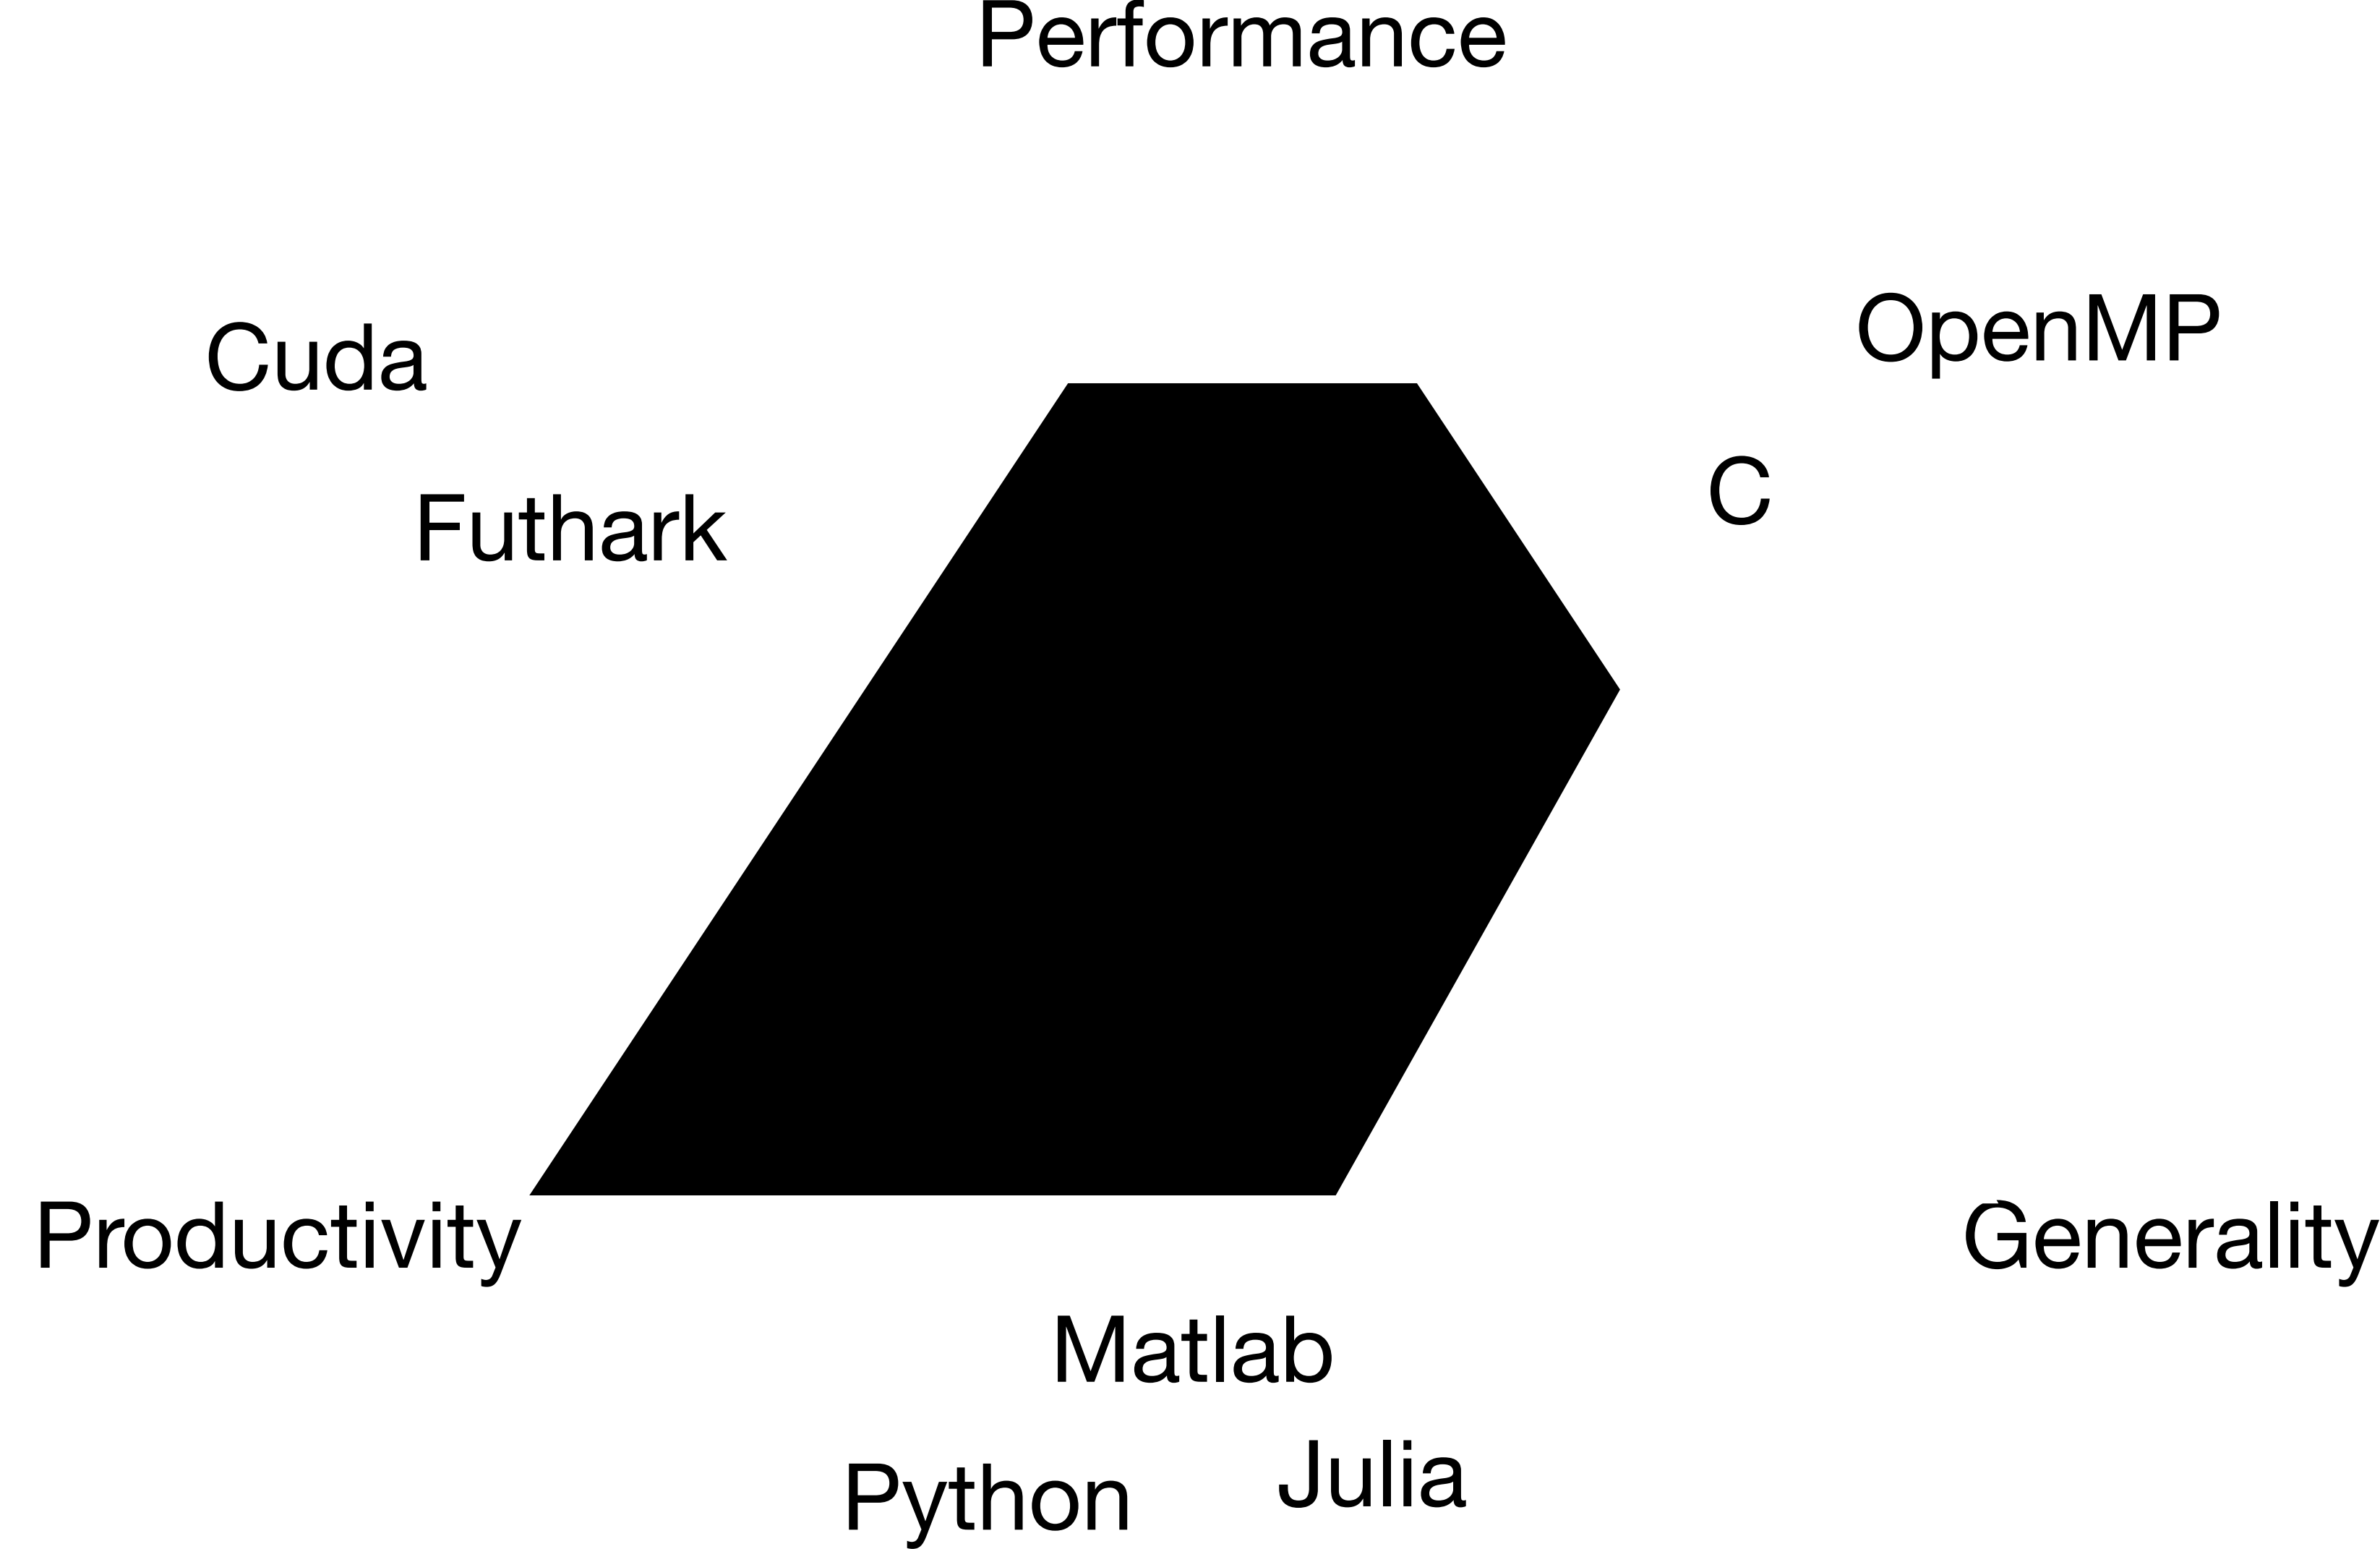 Performance
OpenMP
Cuda
C
Futhark
Productivity
Generality
Matlab
Julia
Python